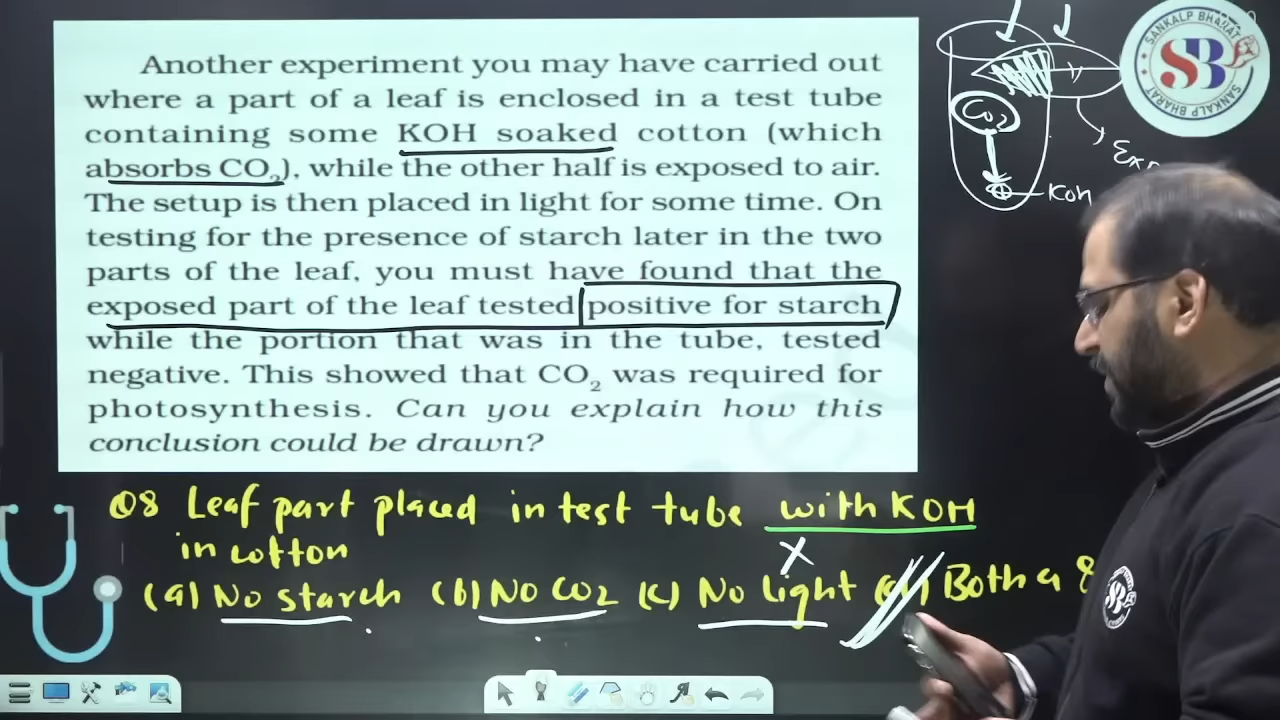 Another experiment you may have carried out
where a part of a leaf is enclosed in a test tube
containing some KOH soaked cotton (which
absorbs CO₂), while the other half is exposed to air.
The setup is then placed in light for some time. On
testing for the presence of starch later in the two
parts of the leaf, you must have found that the
exposed part of the leaf tested positive for starch
while the portion that was in the tube, tested
negative. This showed that CO₂ was required for
photosynthesis. Can you explain how this
conclusion could be drawn?
CO2
Koh
SANKALP BHARAT
SB
SANKALP BHARAT
Q8 Leaf part placed in test tube with KOH
in cotton
(a) No starch (b) No CO2 (c) No Light Both a &
SB